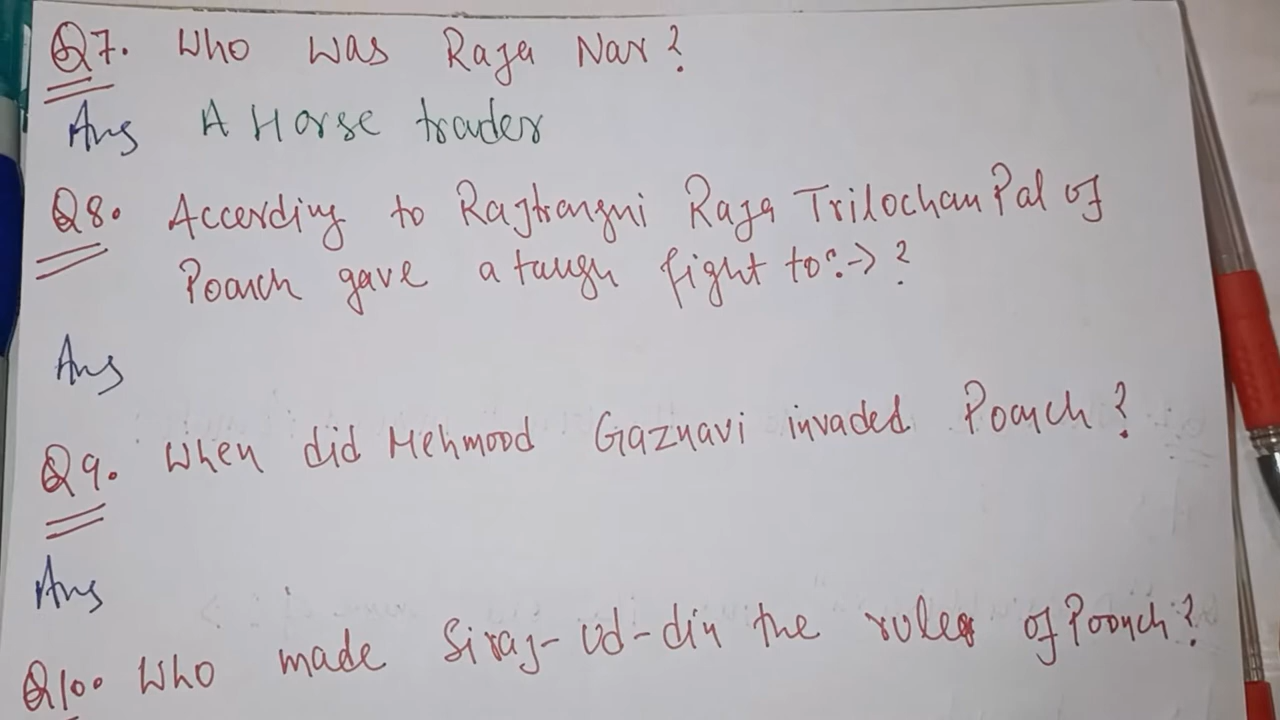 Q7. Who was Raja Nar?
Ans A Horse trader
Q8. According to Rajtrangni Raja Trilochan Pal of
Poonch gave a tough fight to:-> ?
Ans
Q9. When did Mehmood Gaznavi invaded Poonch?
Ans
Q10. Who made Siraj-Ud-din the ruler of Poonch?